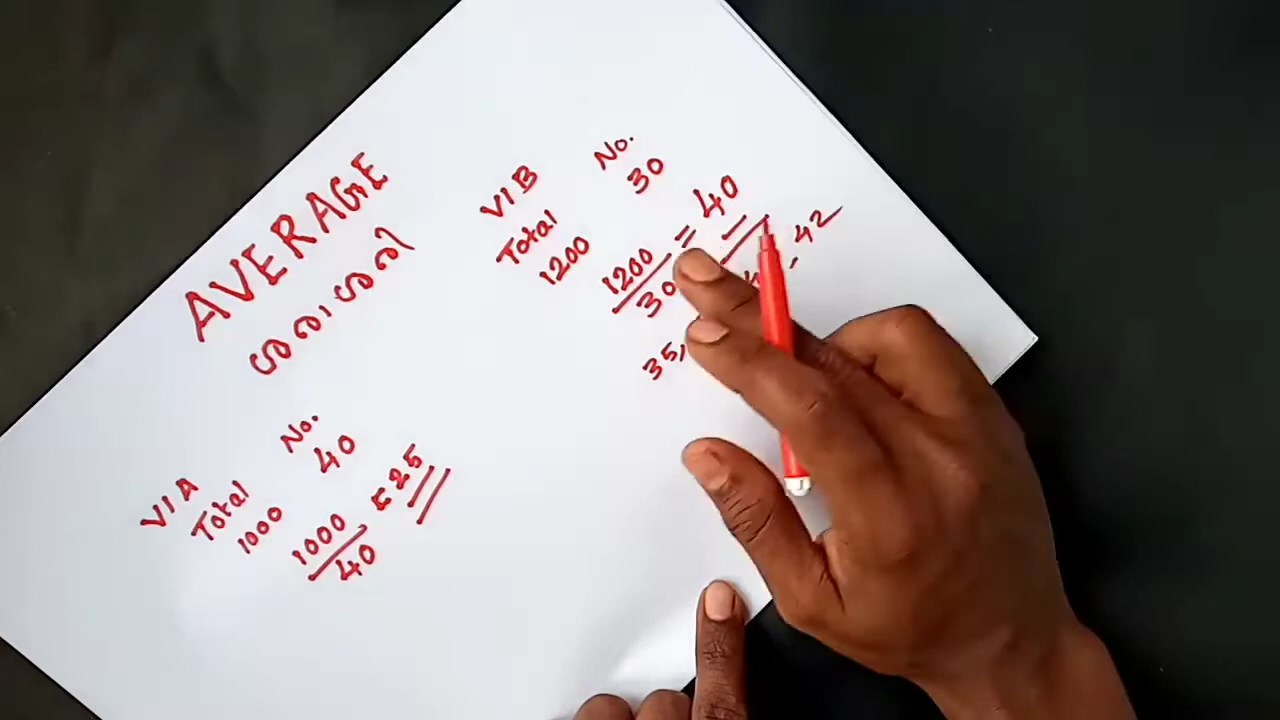 AVERAGE
ശരാശരി
VI A
Total No.
1000 40
1000/40 = 25
VI B
Total No.
1200 30
1200/30 = 40
35,
, 42